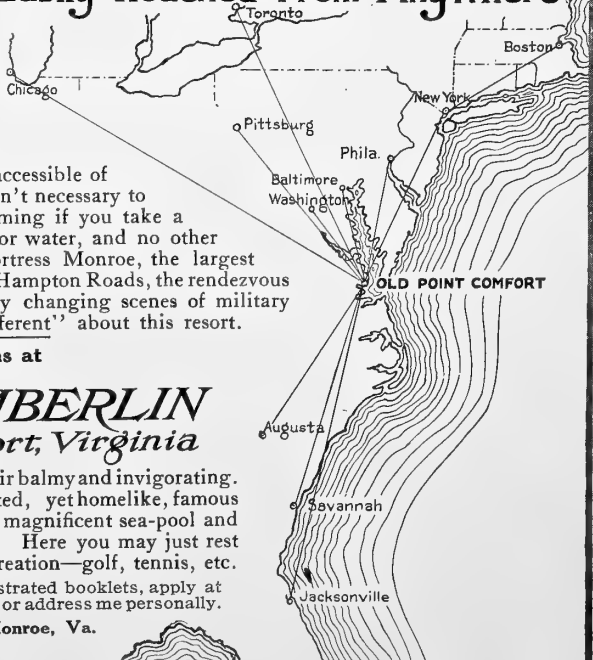 Easily Reached From Anywhere
Toronto
Boston
Chicago
New York
Pittsburg
Phila.
Baltimore
Washington
accessible of
n't necessary to
ming if you take a
or water, and no other
ortress Monroe, the largest
Hampton Roads, the rendezvous
y changing scenes of military
ferent" about this resort.
OLD POINT COMFORT
ns at
MBERLIN
ort, Virginia
Augusta
ir balmy and invigorating.
ted, yet homelike, famous
magnificent sea-pool and
Here you may just rest
reation—golf, tennis, etc.
Savannah
strated booklets, apply at
or address me personally.
Jacksonville
Monroe, Va.